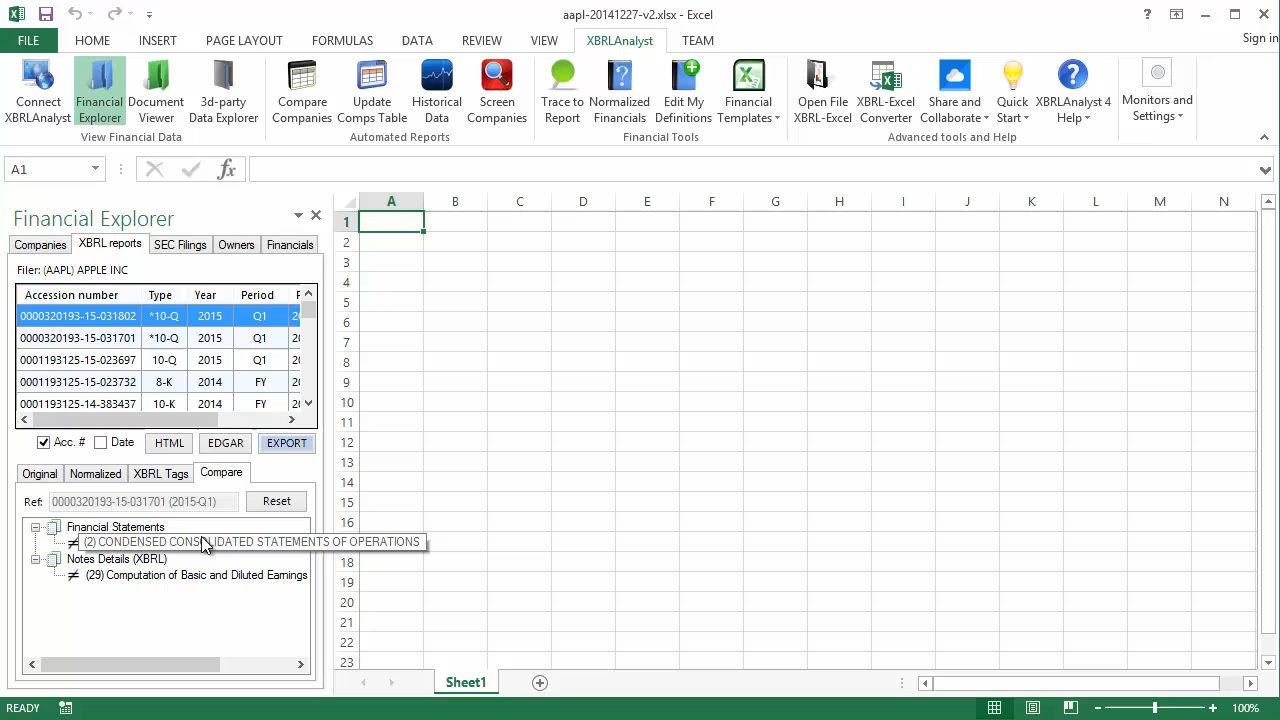 aapl-20141227-v2.xlsx - Excel
FILE HOME INSERT PAGE LAYOUT FORMULAS DATA REVIEW VIEW XBRLAnalyst TEAM Sign in
Connect XBRLAnalyst
Financial Explorer
Document Viewer
3d-party Data Explorer
View Financial Data
Compare Companies
Update Comps Table
Historical Data
Screen Companies
Automated Reports
Trace to Report
Normalized Financials
Edit My Definitions
Financial Templates
Financial Tools
Open File XBRL-Excel
XBRL-Excel Converter
Share and Collaborate
Quick Start
XBRLAnalyst 4 Help
Advanced tools and Help
Monitors and Settings
A1 fx
Financial Explorer
Companies XBRL reports SEC Filings Owners Financials
Filer: (AAPL) APPLE INC
Accession number Type Year Period
0000320193-15-031802 *10-Q 2015 Q1
0000320193-15-031701 *10-Q 2015 Q1
0001193125-15-023697 10-Q 2015 Q1
0001193125-15-023732 8-K 2014 FY
0001193125-14-383437 10-K 2014 FY
Acc. # Date HTML EDGAR EXPORT
Original Normalized XBRL Tags Compare
Ref: 0000320193-15-031701 (2015-Q1) Reset
Financial Statements
≠ (2) CONDENSED CONSOLIDATED STATEMENTS OF OPERATIONS
Notes Details (XBRL)
≠ (29) Computation of Basic and Diluted Earnings
A B C D E F G H I J K L M N
1
2
3
4
5
6
7
8
9
10
11
12
13
14
15
16
18
19
20
21
22
23
Sheet1
READY 100%